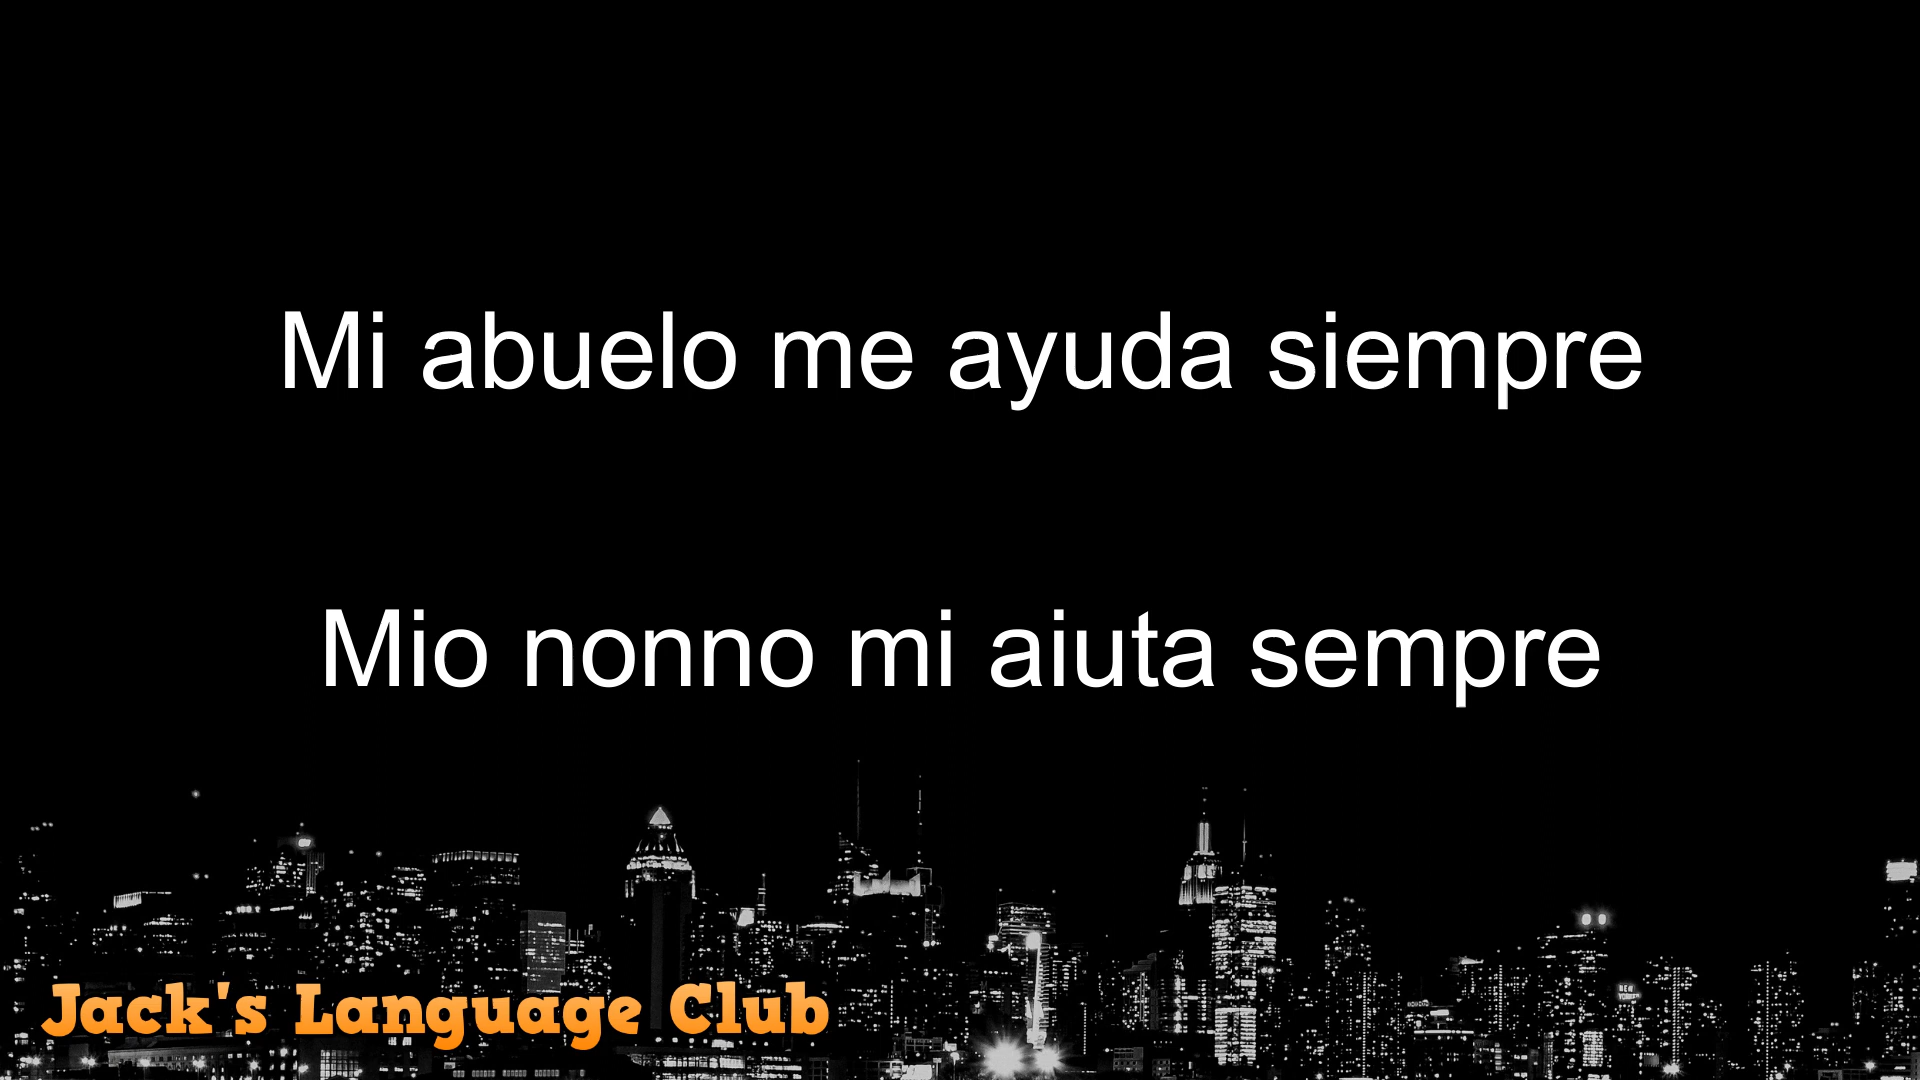 Mi abuelo me ayuda siempre
Mio nonno mi aiuta sempre
Jack's Language Club